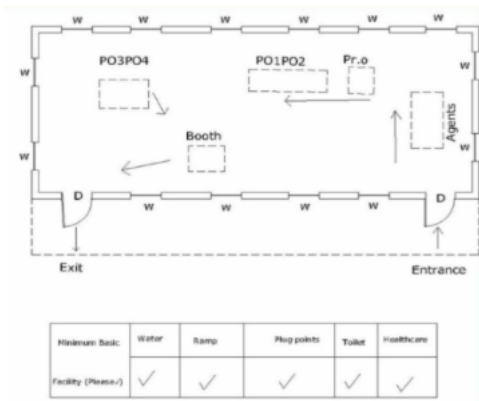 W W W W W W
PO3PO4 PO1PO2 Pr.o
W W
Agents
Booth
W W
D D
W W W W
Exit Entrance
Minimum Basic Water Ramp Plug points Toilet Healthcare
Facility (Please✓) ✓ ✓ ✓ ✓ ✓